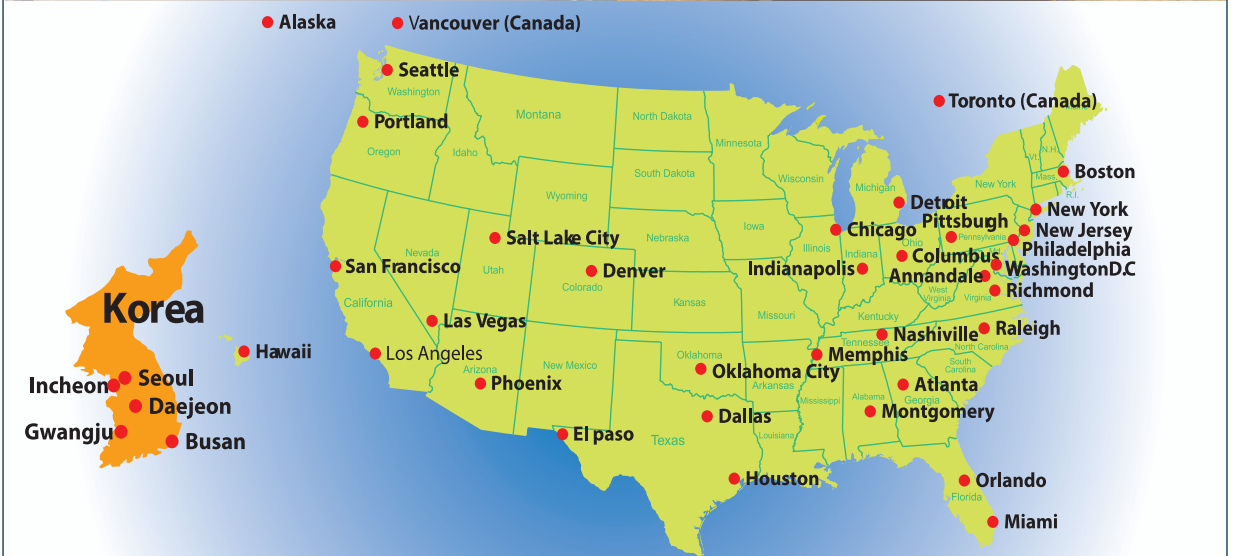 Alaska
Vancouver (Canada)
Seattle
Washington
Toronto (Canada)
Portland
Montana
North Dakota
Minnesota
Oregon
Idaho
Vt.
N.H.
Boston
Mass.
South Dakota
Wisconsin
Michigan
New York
R.I.
Wyoming
Detroit
New York
Pittsburgh
Chicago
New Jersey
Pennsylvania
Iowa
Salt Lake City
Nebraska
Illinois
Indiana
Ohio
Philadelphia
Nevada
Columbus
San Francisco
Utah
Denver
Indianapolis
WashingtonD.C
Annandale
Colorado
West
Virginia
Virginia
Richmond
California
Kansas
Missouri
Kentucky
Korea
Las Vegas
Nashiville
Raleigh
Tennessee
North Carolina
Hawaii
Los Angeles
Memphis
New Mexico
Oklahoma
Arizona
Oklahoma City
South
Carolina
Incheon
Seoul
Phoenix
Arkansas
Atlanta
Mississippi
Alabama
Georgia
Daejeon
Dallas
Montgomery
Gwangju
Busan
El paso
Texas
Louisiana
Houston
Orlando
Florida
Miami